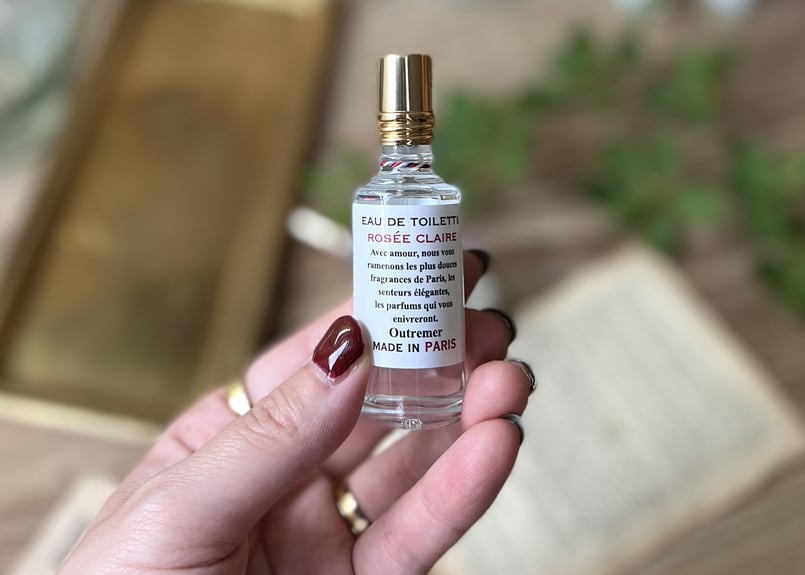 EAU DE TOILETTE
ROSÉE CLAIRE
Avec amour, nous vous
ramenons les plus douces
fragrances de Paris, les
senteurs élégantes,
les parfums qui vous
enivreront.
Outremer
MADE IN PARIS